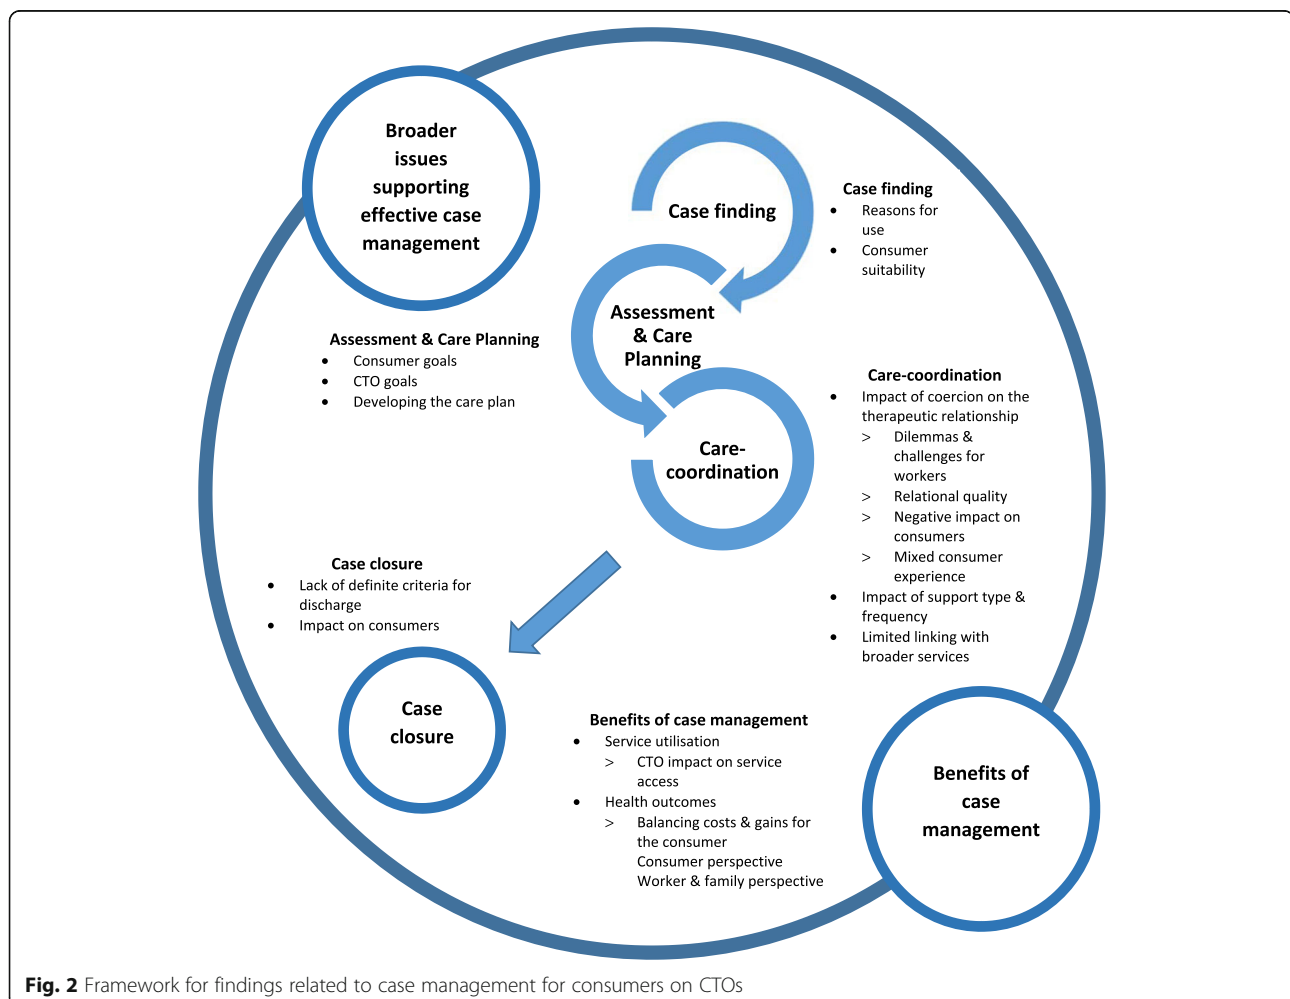 Broader
issues
supporting
effective case
management
Case finding
Case finding
• Reasons for
use
• Consumer
suitability
Assessment
& Care
Planning
Assessment & Care Planning
• Consumer goals
• CTO goals
• Developing the care plan
Care-
coordination
Care-coordination
• Impact of coercion on the
therapeutic relationship
> Dilemmas &
challenges for
workers
> Relational quality
> Negative impact on
consumers
> Mixed consumer
experience
• Impact of support type &
frequency
• Limited linking with
broader services
Case closure
• Lack of definite criteria for
discharge
• Impact on consumers
Case
closure
Benefits of case management
• Service utilisation
> CTO impact on service
access
• Health outcomes
> Balancing costs & gains for
the consumer
Consumer perspective
Worker & family perspective
Benefits of
case
management
Fig. 2 Framework for findings related to case management for consumers on CTOs